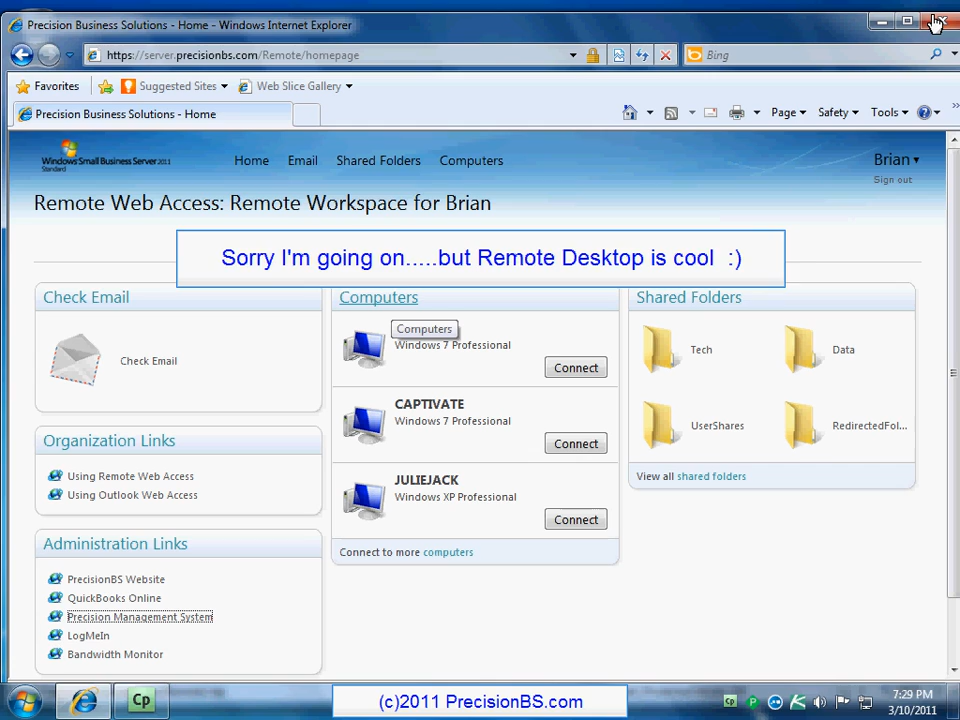 Precision Business Solutions - Home - Windows Internet Explorer
https://server.precisionbs.com/Remote/homepage
Bing
Favorites
Suggested Sites
Web Slice Gallery
Precision Business Solutions - Home
Page
Safety
Tools
Windows Small Business Server 2011
Standard
Home
Email
Shared Folders
Computers
Brian
Sign out
Remote Web Access: Remote Workspace for Brian
Sorry I'm going on.....but Remote Desktop is cool :)
Check Email
Check Email
Organization Links
Using Remote Web Access
Using Outlook Web Access
Administration Links
PrecisionBS Website
QuickBooks Online
Precision Management System
LogMeIn
Bandwidth Monitor
Computers
Computers
Windows 7 Professional
Connect
CAPTIVATE
Windows 7 Professional
Connect
JULIEJACK
Windows XP Professional
Connect
Connect to more computers
Shared Folders
Tech
Data
UserShares
RedirectedFol...
View all shared folders
Cp
(c)2011 PrecisionBS.com
Cp
7:29 PM
3/10/2011